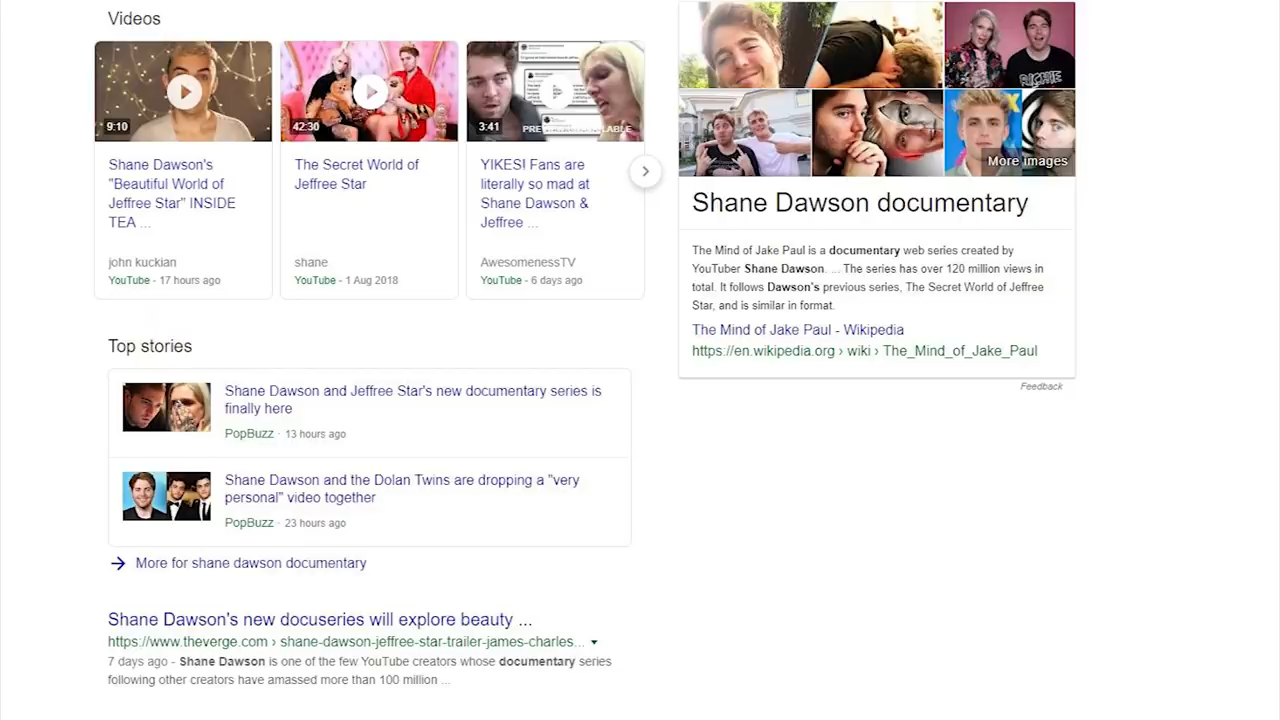 Videos
9:10
42:30
3:41
Shane Dawson's
"Beautiful World of
Jeffree Star" INSIDE
TEA ...
john kuckian
YouTube - 17 hours ago
The Secret World of
Jeffree Star
shane
YouTube - 1 Aug 2018
YIKES! Fans are
literally so mad at
Shane Dawson &
Jeffree ...
AwesomenessTV
YouTube - 6 days ago
Top stories
Shane Dawson and Jeffree Star's new documentary series is
finally here
PopBuzz · 13 hours ago
Shane Dawson and the Dolan Twins are dropping a "very
personal" video together
PopBuzz · 23 hours ago
More for shane dawson documentary
Shane Dawson's new docuseries will explore beauty ...
https://www.theverge.com › shane-dawson-jeffree-star-trailer-james-charles...
7 days ago - Shane Dawson is one of the few YouTube creators whose documentary series
following other creators have amassed more than 100 million ...
RICHIE
More images
Shane Dawson documentary
The Mind of Jake Paul is a documentary web series created by
YouTuber Shane Dawson. ... The series has over 120 million views in
total. It follows Dawson's previous series, The Secret World of Jeffree
Star, and is similar in format.
The Mind of Jake Paul - Wikipedia
https://en.wikipedia.org › wiki › The_Mind_of_Jake_Paul
Feedback